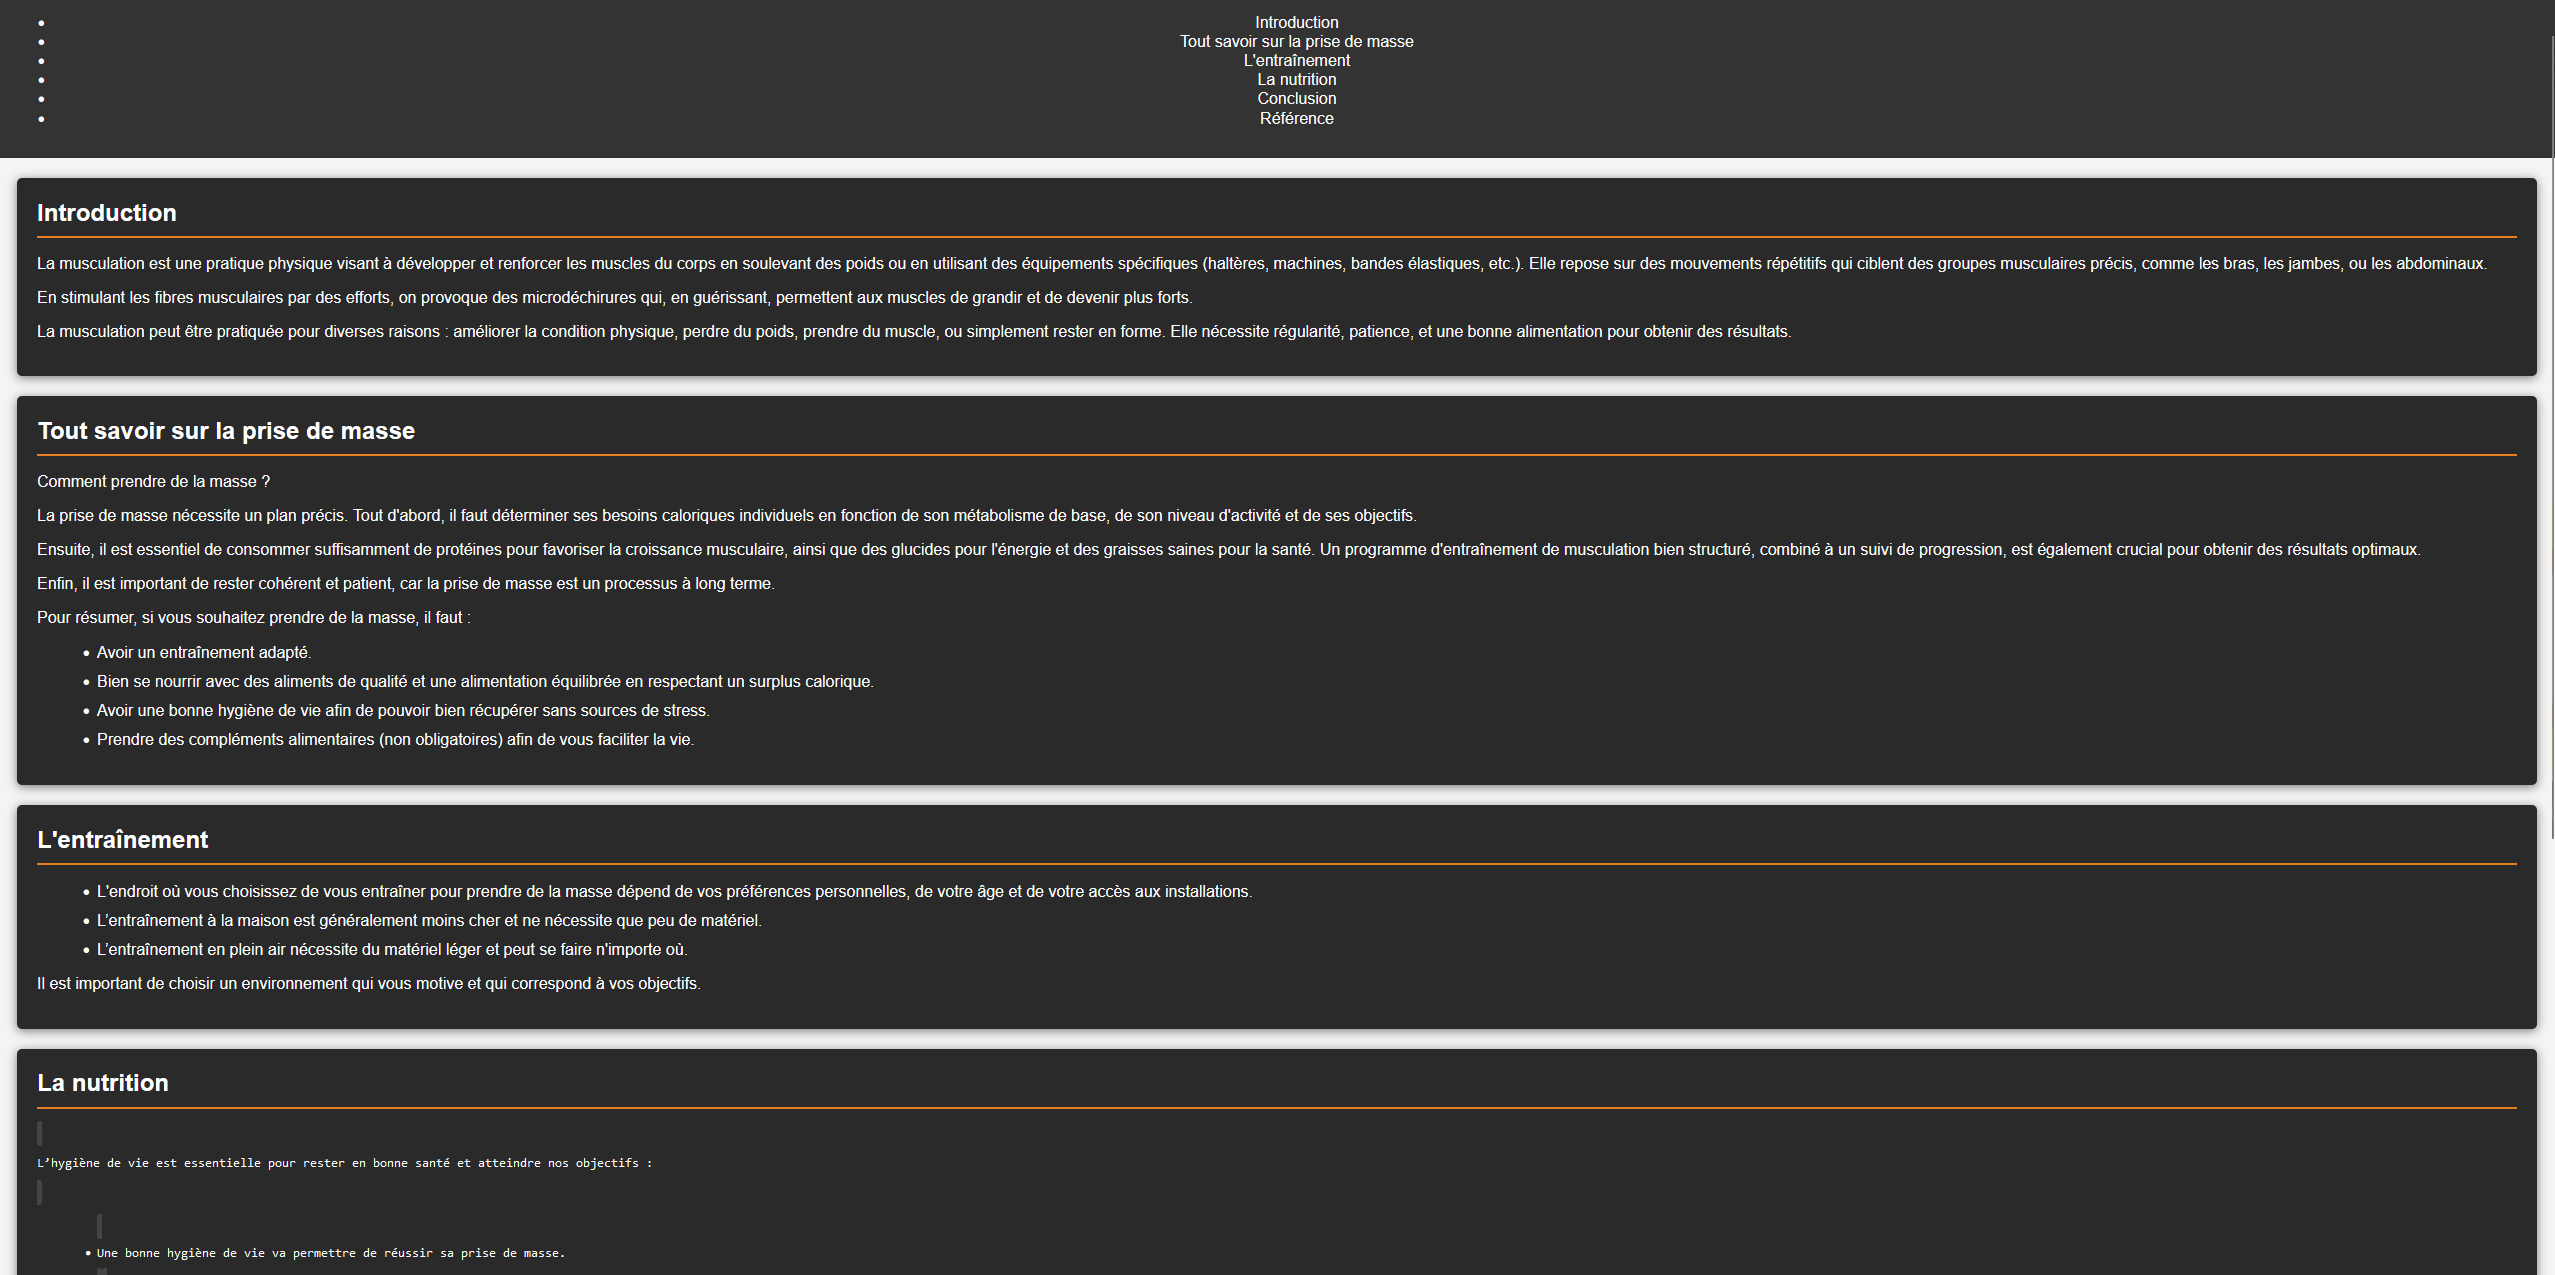 Introduction
Tout savoir sur la prise de masse
L'entraînement
La nutrition
Conclusion
Référence
Introduction
La musculation est une pratique physique visant à développer et renforcer les muscles du corps en soulevant des poids ou en utilisant des équipements spécifiques (haltères, machines, bandes élastiques, etc.). Elle repose sur des mouvements répétitifs qui ciblent des groupes musculaires précis, comme les bras, les jambes, ou les abdominaux.
En stimulant les fibres musculaires par des efforts, on provoque des microdéchirures qui, en guérissant, permettent aux muscles de grandir et de devenir plus forts.
La musculation peut être pratiquée pour diverses raisons : améliorer la condition physique, perdre du poids, prendre du muscle, ou simplement rester en forme. Elle nécessite régularité, patience, et une bonne alimentation pour obtenir des résultats.
Tout savoir sur la prise de masse
Comment prendre de la masse ?
La prise de masse nécessite un plan précis. Tout d'abord, il faut déterminer ses besoins caloriques individuels en fonction de son métabolisme de base, de son niveau d'activité et de ses objectifs.
Ensuite, il est essentiel de consommer suffisamment de protéines pour favoriser la croissance musculaire, ainsi que des glucides pour l'énergie et des graisses saines pour la santé. Un programme d'entraînement de musculation bien structuré, combiné à un suivi de progression, est également crucial pour obtenir des résultats optimaux.
Enfin, il est important de rester cohérent et patient, car la prise de masse est un processus à long terme.
Pour résumer, si vous souhaitez prendre de la masse, il faut :
• Avoir un entraînement adapté.
• Bien se nourrir avec des aliments de qualité et une alimentation équilibrée en respectant un surplus calorique.
• Avoir une bonne hygiène de vie afin de pouvoir bien récupérer sans sources de stress.
• Prendre des compléments alimentaires (non obligatoires) afin de vous faciliter la vie.
L'entraînement
• L'endroit où vous choisissez de vous entraîner pour prendre de la masse dépend de vos préférences personnelles, de votre âge et de votre accès aux installations.
• L’entraînement à la maison est généralement moins cher et ne nécessite que peu de matériel.
• L’entraînement en plein air nécessite du matériel léger et peut se faire n'importe où.
Il est important de choisir un environnement qui vous motive et qui correspond à vos objectifs.
La nutrition
L’hygiène de vie est essentielle pour rester en bonne santé et atteindre nos objectifs :
• Une bonne hygiène de vie va permettre de réussir sa prise de masse.